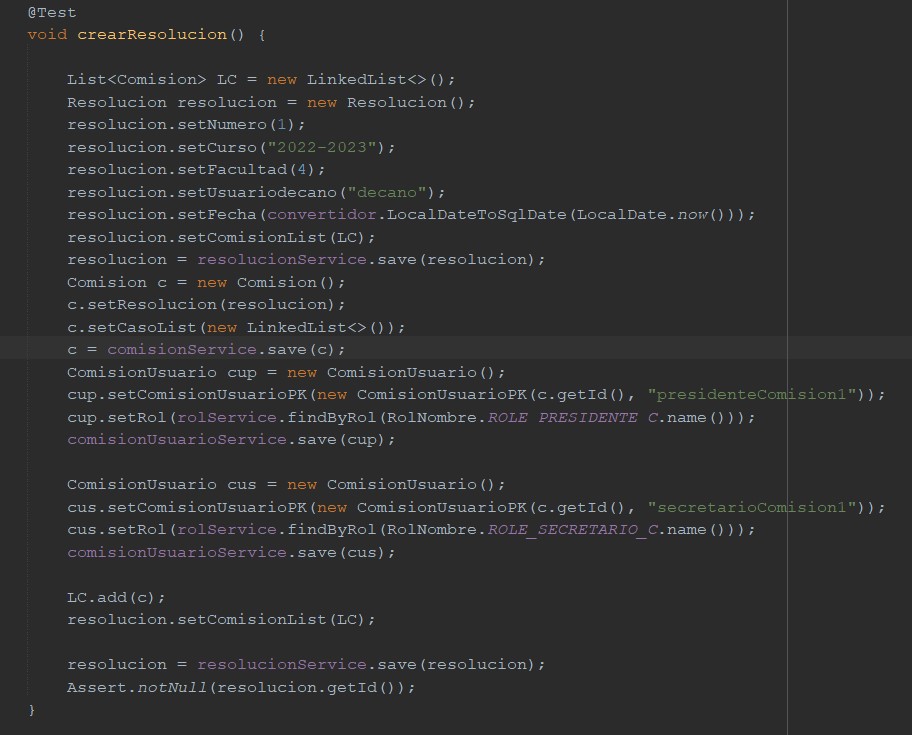 @Test
void crearResolucion() {
List<Comision> LC = new LinkedList<>();
Resolucion resolucion = new Resolucion();
resolucion.setNumero(1);
resolucion.setCurso("2022-2023");
resolucion.setFacultad(4);
resolucion.setUsuariodecano("decano");
resolucion.setFecha(convertidor.LocalDateToSqlDate(LocalDate.now()));
resolucion.setComisionList(LC);
resolucion = resolucionService.save(resolucion);
Comision c = new Comision();
c.setResolucion(resolucion);
c.setCasoList(new LinkedList<>());
c = comisionService.save(c);
ComisionUsuario cup = new ComisionUsuario();
cup.setComisionUsuarioPK(new ComisionUsuarioPK(c.getId(), "presidenteComision1"));
cup.setRol(rolService.findByRol(RolNombre.ROLE_PRESIDENTE_C.name()));
comisionUsuarioService.save(cup);
ComisionUsuario cus = new ComisionUsuario();
cus.setComisionUsuarioPK(new ComisionUsuarioPK(c.getId(), "secretarioComision1"));
cus.setRol(rolService.findByRol(RolNombre.ROLE_SECRETARIO_C.name()));
comisionUsuarioService.save(cus);
LC.add(c);
resolucion.setComisionList(LC);
resolucion = resolucionService.save(resolucion);
Assert.notNull(resolucion.getId());
}